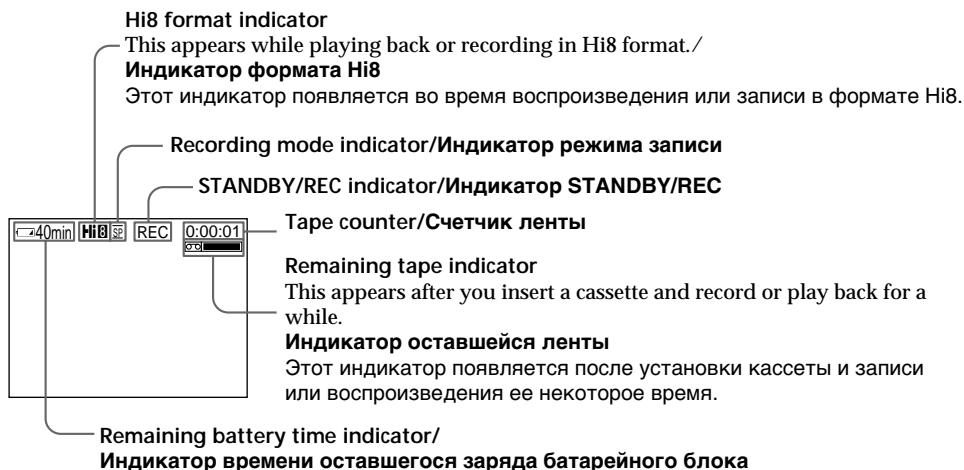 Hi8 format indicator
This appears while playing back or recording in Hi8 format./
Индикатор формата Hi8
Этот индикатор появляется во время воспроизведения или записи в формате Hi8.
Recording mode indicator/Индикатор режима записи
STANDBY/REC indicator/Индикатор STANDBY/REC
40min Hi8 SP REC 0:00:01
Tape counter/Счетчик ленты
Remaining tape indicator
This appears after you insert a cassette and record or play back for a
while.
Индикатор оставшейся ленты
Этот индикатор появляется после установки кассеты и записи
или воспроизведения ее некоторое время.
Remaining battery time indicator/
Индикатор времени оставшегося заряда батарейного блока